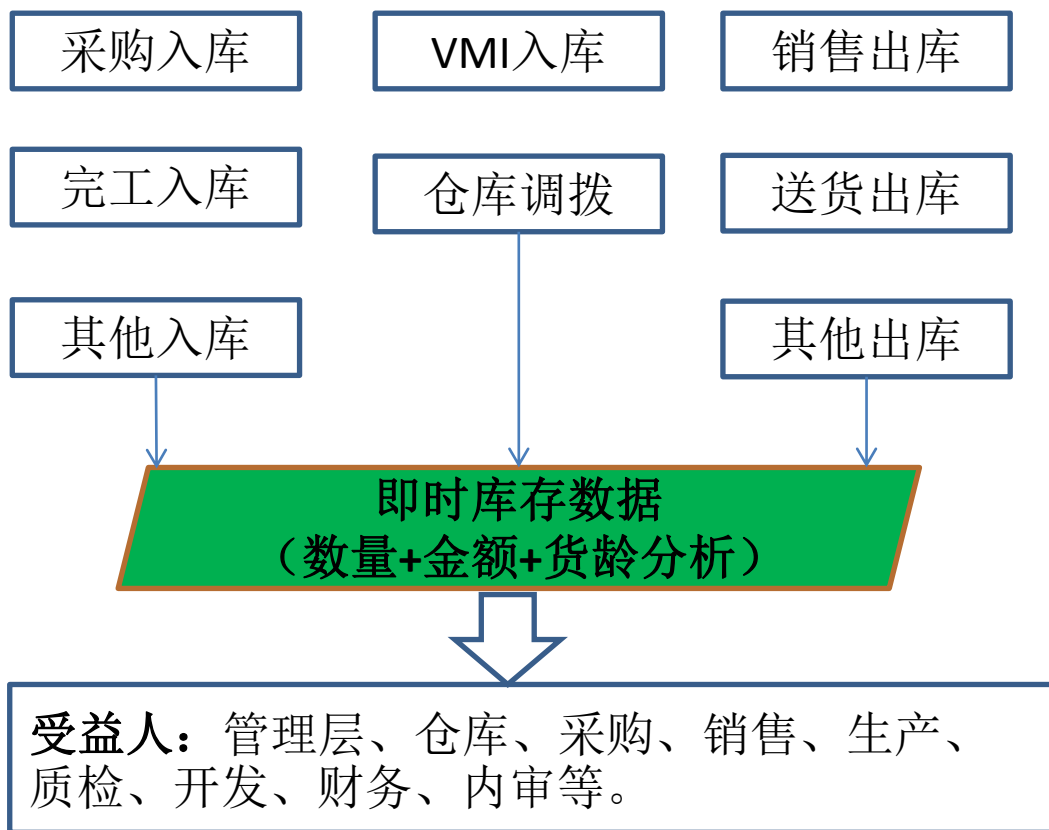 采购入库
VMI入库
销售出库
完工入库
仓库调拨
送货出库
其他入库
其他出库
即时库存数据
（数量+金额+货龄分析）
受益人：管理层、仓库、采购、销售、生产、
质检、开发、财务、内审等。